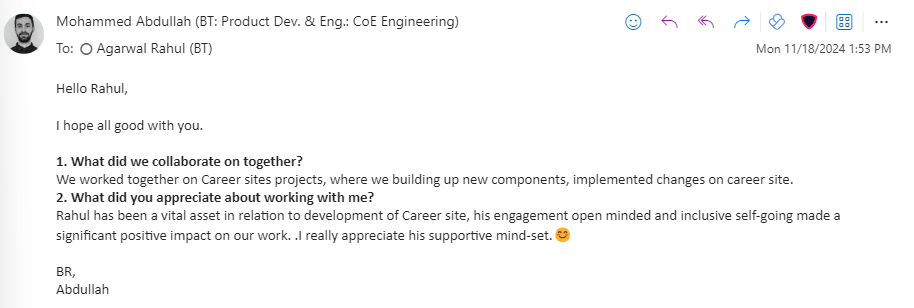 Mohammed Abdullah (BT: Product Dev. & Eng.: CoE Engineering)
To: Agarwal Rahul (BT)
Mon 11/18/2024 1:53 PM
Hello Rahul,
I hope all good with you.
1. What did we collaborate on together?
We worked together on Career sites projects, where we building up new components, implemented changes on career site.
2. What did you appreciate about working with me?
Rahul has been a vital asset in relation to development of Career site, his engagement open minded and inclusive self-going made a
significant positive impact on our work. .I really appreciate his supportive mind-set. 😊
BR,
Abdullah